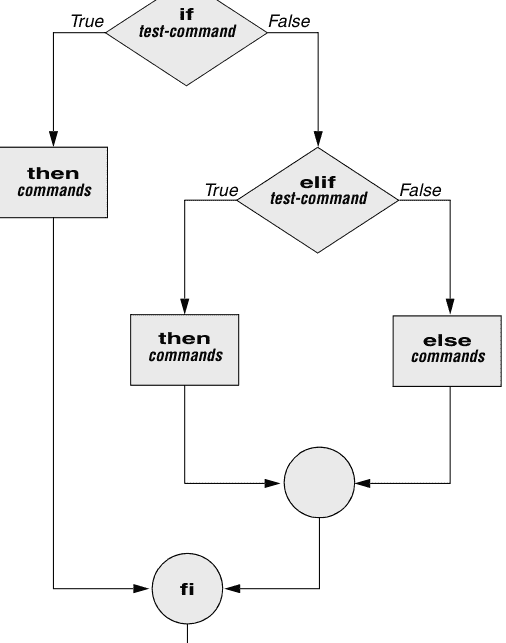 if
True
test-command
False
then
commands
True
elif
test-command
False
then
commands
else
commands
fi